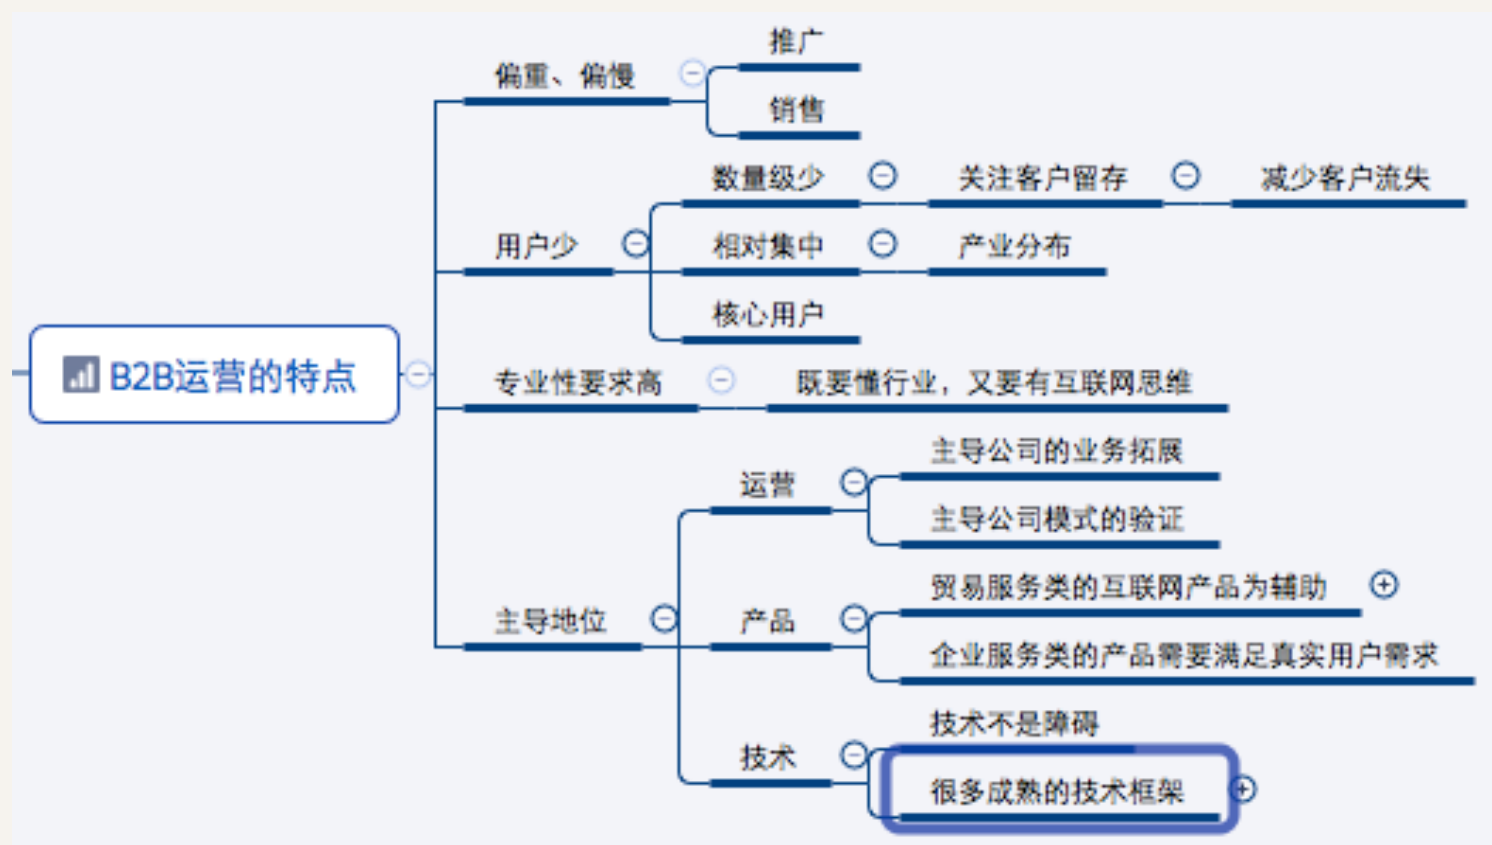 推广
偏重、偏慢
销售
数量级少
关注客户留存
减少客户流失
用户少
相对集中
产业分布
核心用户
B2B运营的特点
专业性要求高
既要懂行业，又要有互联网思维
主导公司的业务拓展
运营
主导公司模式的验证
贸易服务类的互联网产品为辅助
主导地位
产品
企业服务类的产品需要满足真实用户需求
技术不是障碍
技术
很多成熟的技术框架